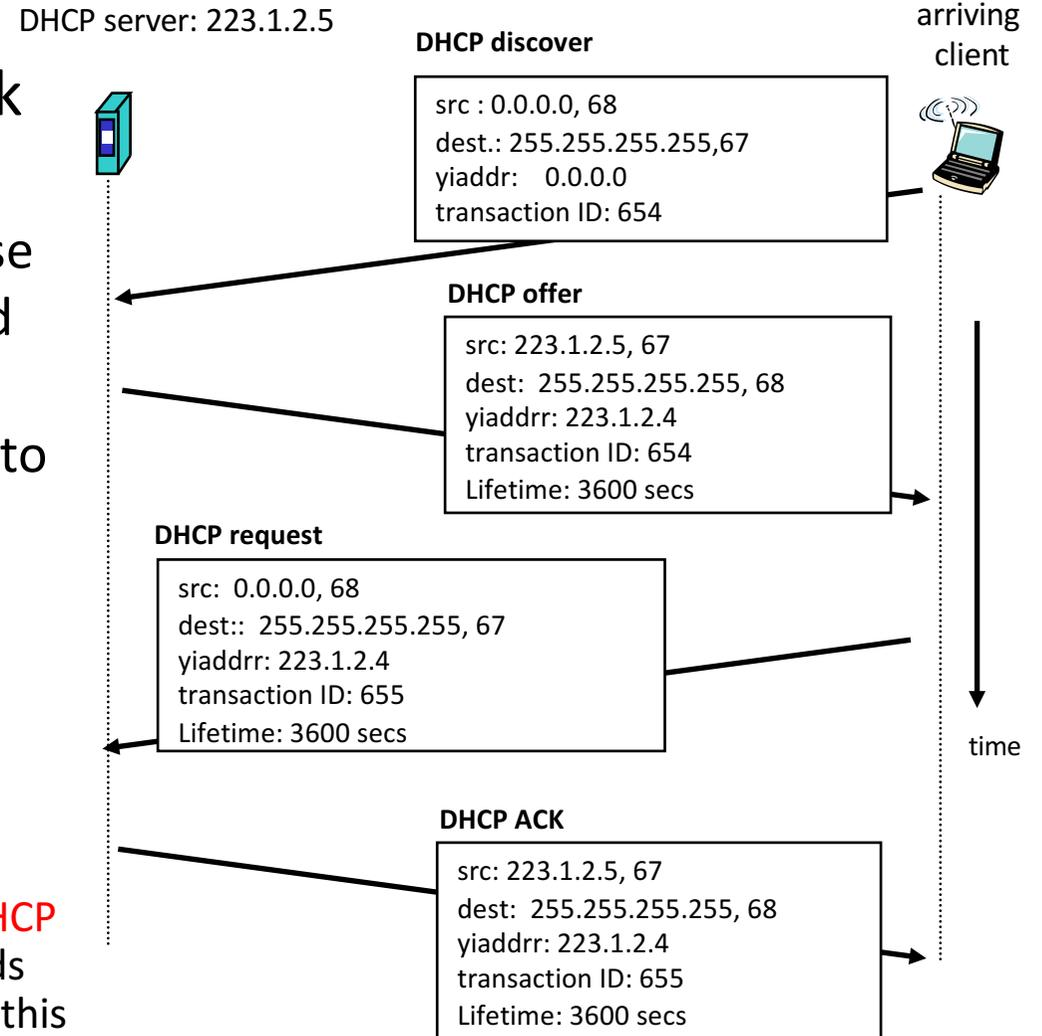 DHCP server: 223.1.2.5
arriving
client
DHCP discover
src : 0.0.0.0, 68
dest.: 255.255.255.255,67
yiaddr: 0.0.0.0
transaction ID: 654
DHCP offer
src: 223.1.2.5, 67
dest: 255.255.255.255, 68
yiaddrr: 223.1.2.4
transaction ID: 654
Lifetime: 3600 secs
to
DHCP request
src: 0.0.0.0, 68
dest:: 255.255.255.255, 67
yiaddrr: 223.1.2.4
transaction ID: 655
Lifetime: 3600 secs
time
DHCP ACK
src: 223.1.2.5, 67
dest: 255.255.255.255, 68
yiaddrr: 223.1.2.4
transaction ID: 655
Lifetime: 3600 secs
this